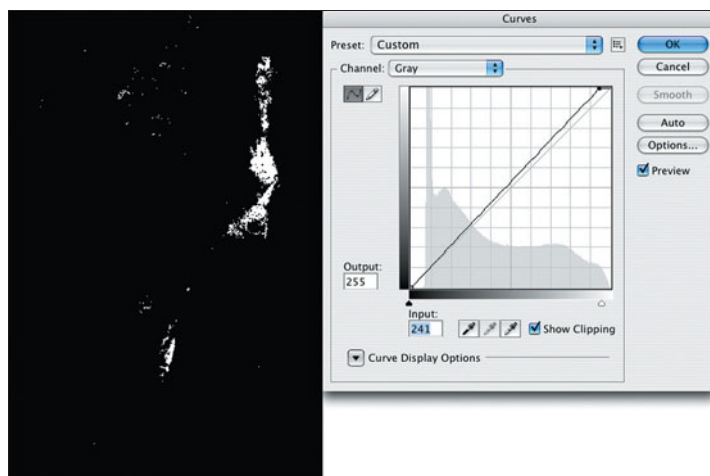 Curves
Preset: Custom
OK
Channel: Gray
Cancel
Smooth
Auto
Options...
Preview
Output:
255
Input:
241
Show Clipping
Curve Display Options